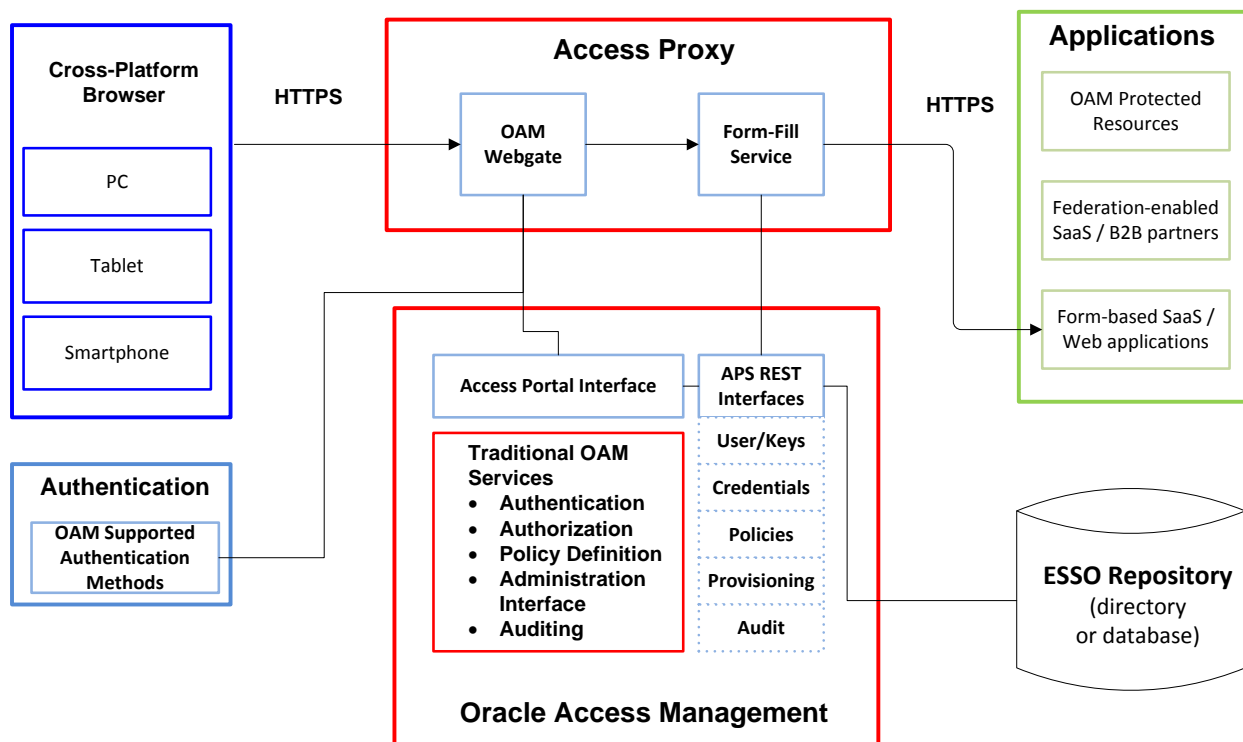 Cross-Platform
Browser
PC
Tablet
Smartphone
HTTPS
Access Proxy
OAM
Webgate
Form-Fill
Service
HTTPS
Applications
OAM Protected
Resources
Federation-enabled
SaaS / B2B partners
Form-based SaaS /
Web applications
Authentication
OAM Supported
Authentication
Methods
Access Portal Interface
APS REST
Interfaces
User/Keys
Credentials
Policies
Provisioning
Audit
Traditional OAM
Services
• Authentication
• Authorization
• Policy Definition
• Administration
Interface
• Auditing
Oracle Access Management
ESSO Repository
(directory
or database)